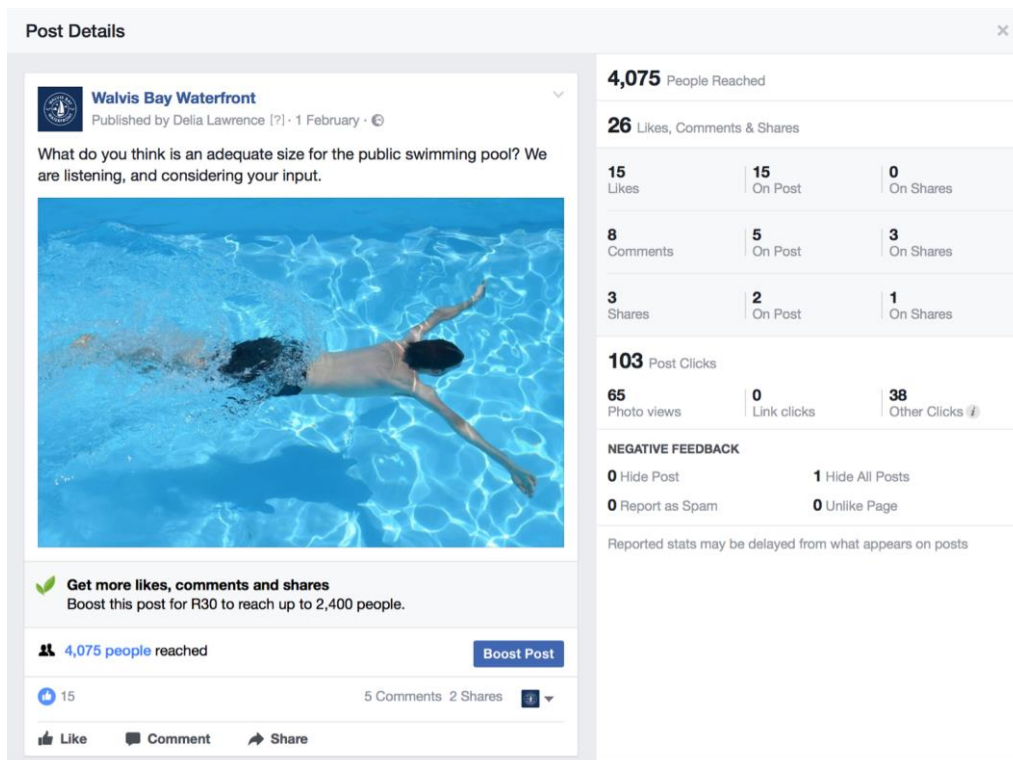 Post Details
Walvis Bay Waterfront
Published by Delia Lawrence [?] · 1 February ·
What do you think is an adequate size for the public swimming pool? We
are listening, and considering your input.
Get more likes, comments and shares
Boost this post for R30 to reach up to 2,400 people.
4,075 people reached
Boost Post
15
5 Comments 2 Shares
Like Comment Share
4,075 People Reached
26 Likes, Comments & Shares
15 15 0
Likes On Post On Shares
8 5 3
Comments On Post On Shares
3 2 1
Shares On Post On Shares
103 Post Clicks
65 0 38
Photo views Link clicks Other Clicks i
NEGATIVE FEEDBACK
0 Hide Post 1 Hide All Posts
0 Report as Spam 0 Unlike Page
Reported stats may be delayed from what appears on posts